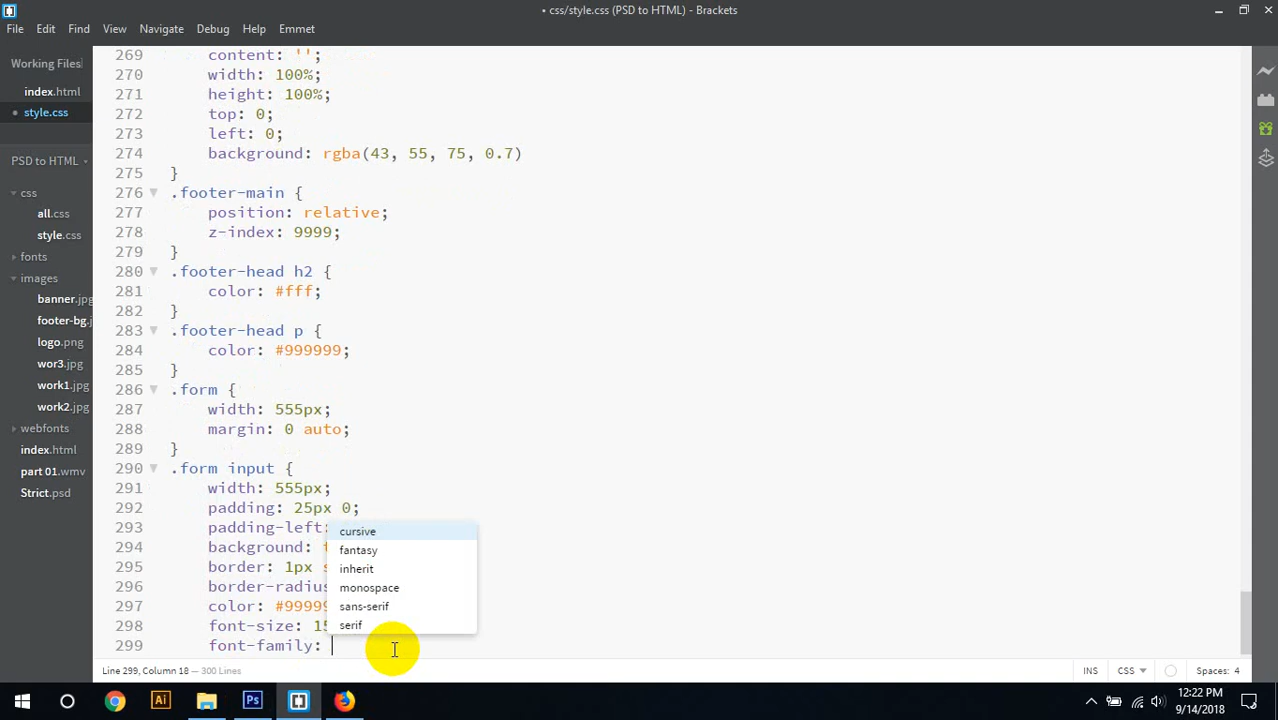 css/style.css (PSD to HTML) - Brackets
File Edit Find View Navigate Debug Help Emmet
Working Files
index.html
style.css
PSD to HTML
css
all.css
style.css
fonts
images
banner.jpg
footer-bg.j
logo.png
wor3.jpg
work1.jpg
work2.jpg
webfonts
index.html
part 01.wmv
Strict.psd
269 content: '';
270 width: 100%;
271 height: 100%;
272 top: 0;
273 left: 0;
274 background: rgba(43, 55, 75, 0.7)
275 }
276 .footer-main {
277 position: relative;
278 z-index: 9999;
279 }
280 .footer-head h2 {
281 color: #fff;
282 }
283 .footer-head p {
284 color: #999999;
285 }
286 .form {
287 width: 555px;
288 margin: 0 auto;
289 }
290 .form input {
291 width: 555px;
292 padding: 25px 0;
293 padding-left:
294 background: t
295 border: 1px s
296 border-radius
297 color: #99999
298 font-size: 15
299 font-family:
cursive
fantasy
inherit
monospace
sans-serif
serif
Line 299, Column 18 — 300 Lines
INS CSS Spaces: 4
Ai Ps
12:22 PM
9/14/2018